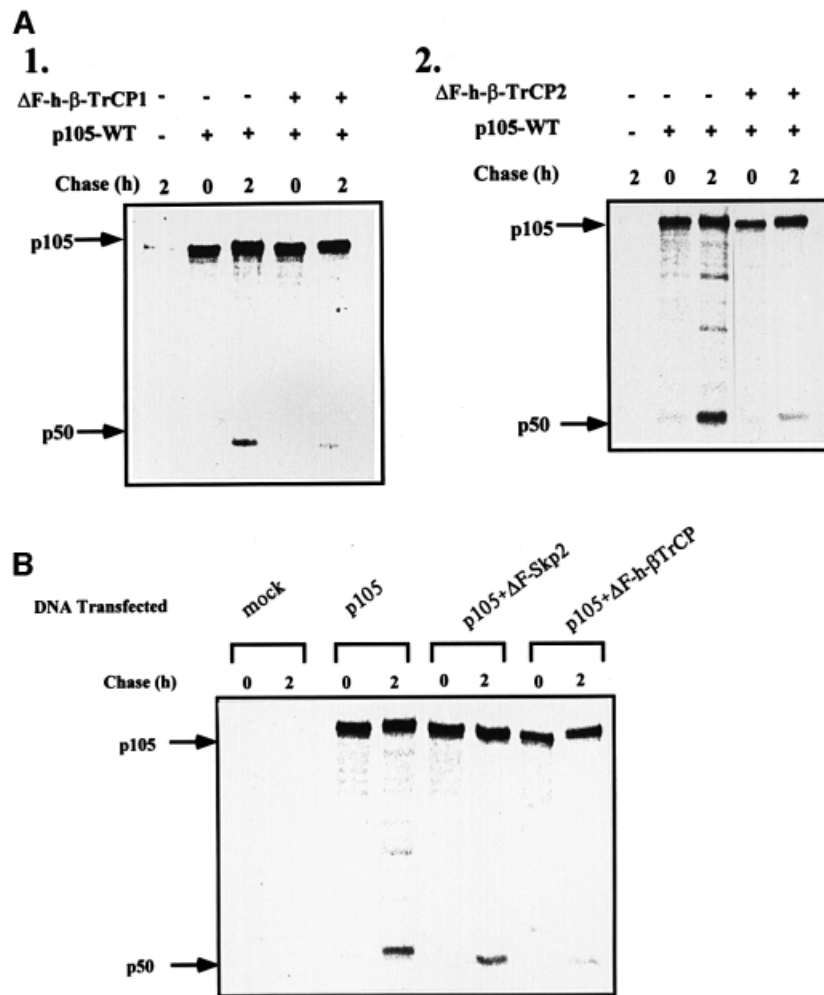 A
1.
ΔF-h-β-TrCP1 - - - + +
p105-WT - + + + +
Chase (h) 2 0 2 0 2
p105
p50
2.
ΔF-h-β-TrCP2 - - - + +
p105-WT - + + + +
Chase (h) 2 0 2 0 2
p105
p50
B
DNA Transfected mock p105 p105+ΔF-Skp2 p105+ΔF-h-βTrCP
Chase (h) 0 2 0 2 0 2 0 2
p105
p50